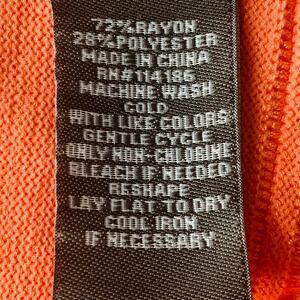 72%RAYON
28%POLYESTER
MADE IN CHINA
RN#114186
MACHINE WASH
COLD
WITH LIKE COLORS
GENTLE CYCLE
ONLY NON-CHLORINE
BLEACH IF NEEDED
RESHAPE
LAY FLAT TO DRY
COOL IRON
IF NECESSARY